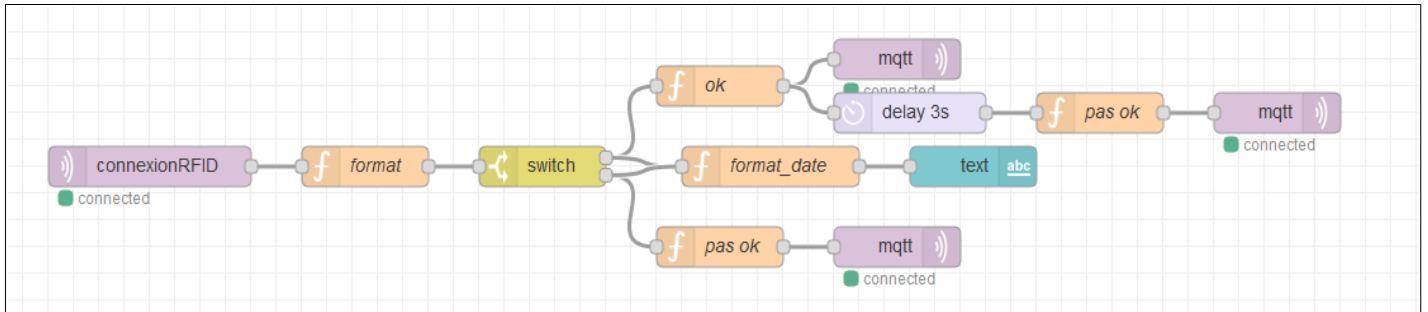 mqtt
ok
connected
delay 3s
pas ok
mqtt
connected
connexionRFID
format
switch
format_date
text
abc
connected
pas ok
mqtt
connected